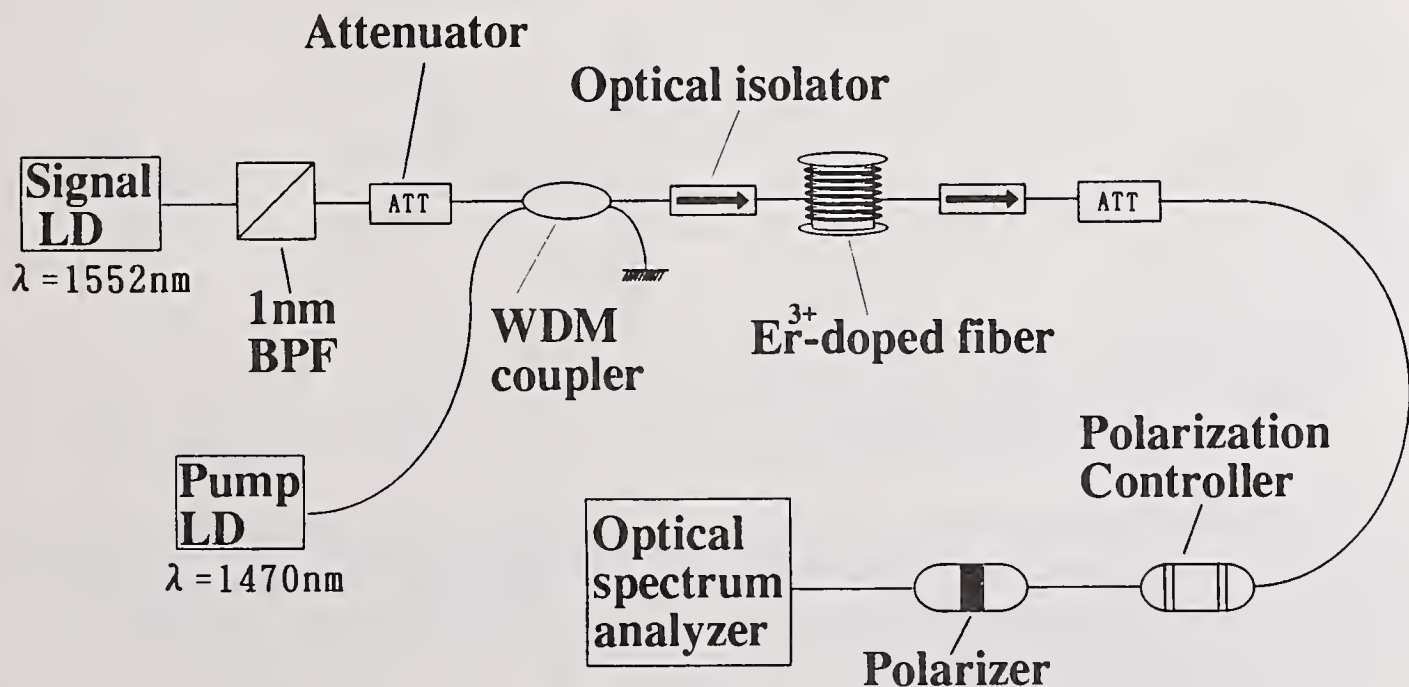 Attenuator
Optical isolator
Signal
LD
λ=1552nm
ATT
ATT
1nm
BPF
WDM
coupler
Er³⁺-doped fiber
Pump
LD
λ=1470nm
Polarization
Controller
Optical
spectrum
analyzer
Polarizer